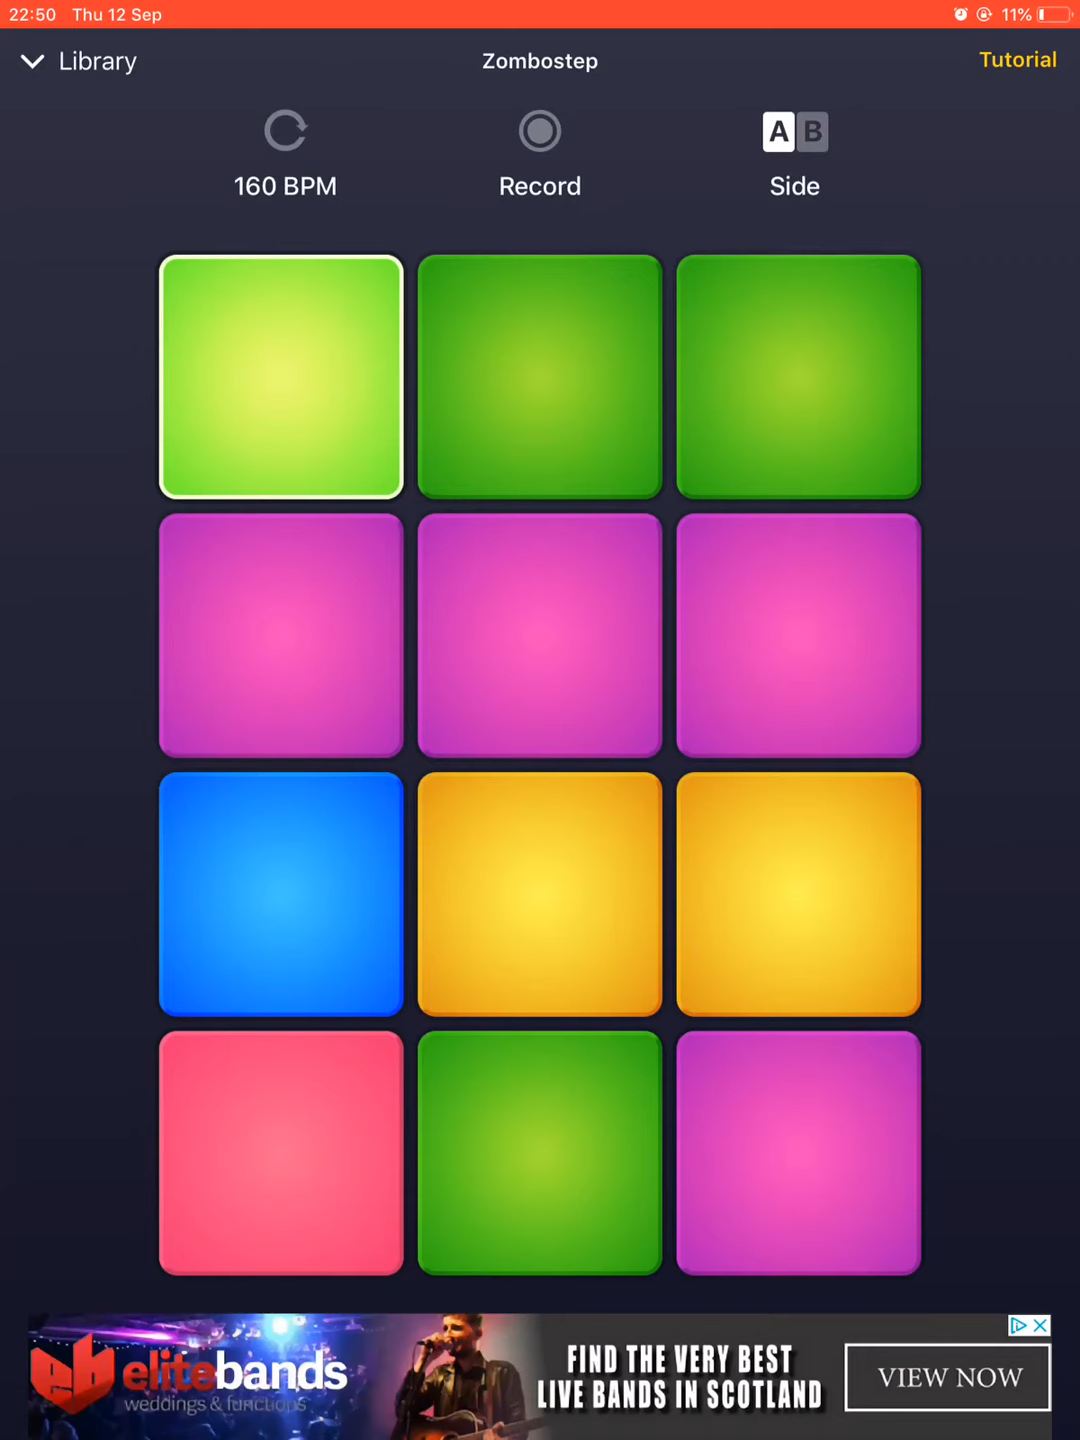 22:50 Thu 12 Sep 11%
Library Zombostep Tutorial
A B
160 BPM Record Side
eb elitebands
weddings & functions
FIND THE VERY BEST
LIVE BANDS IN SCOTLAND
VIEW NOW